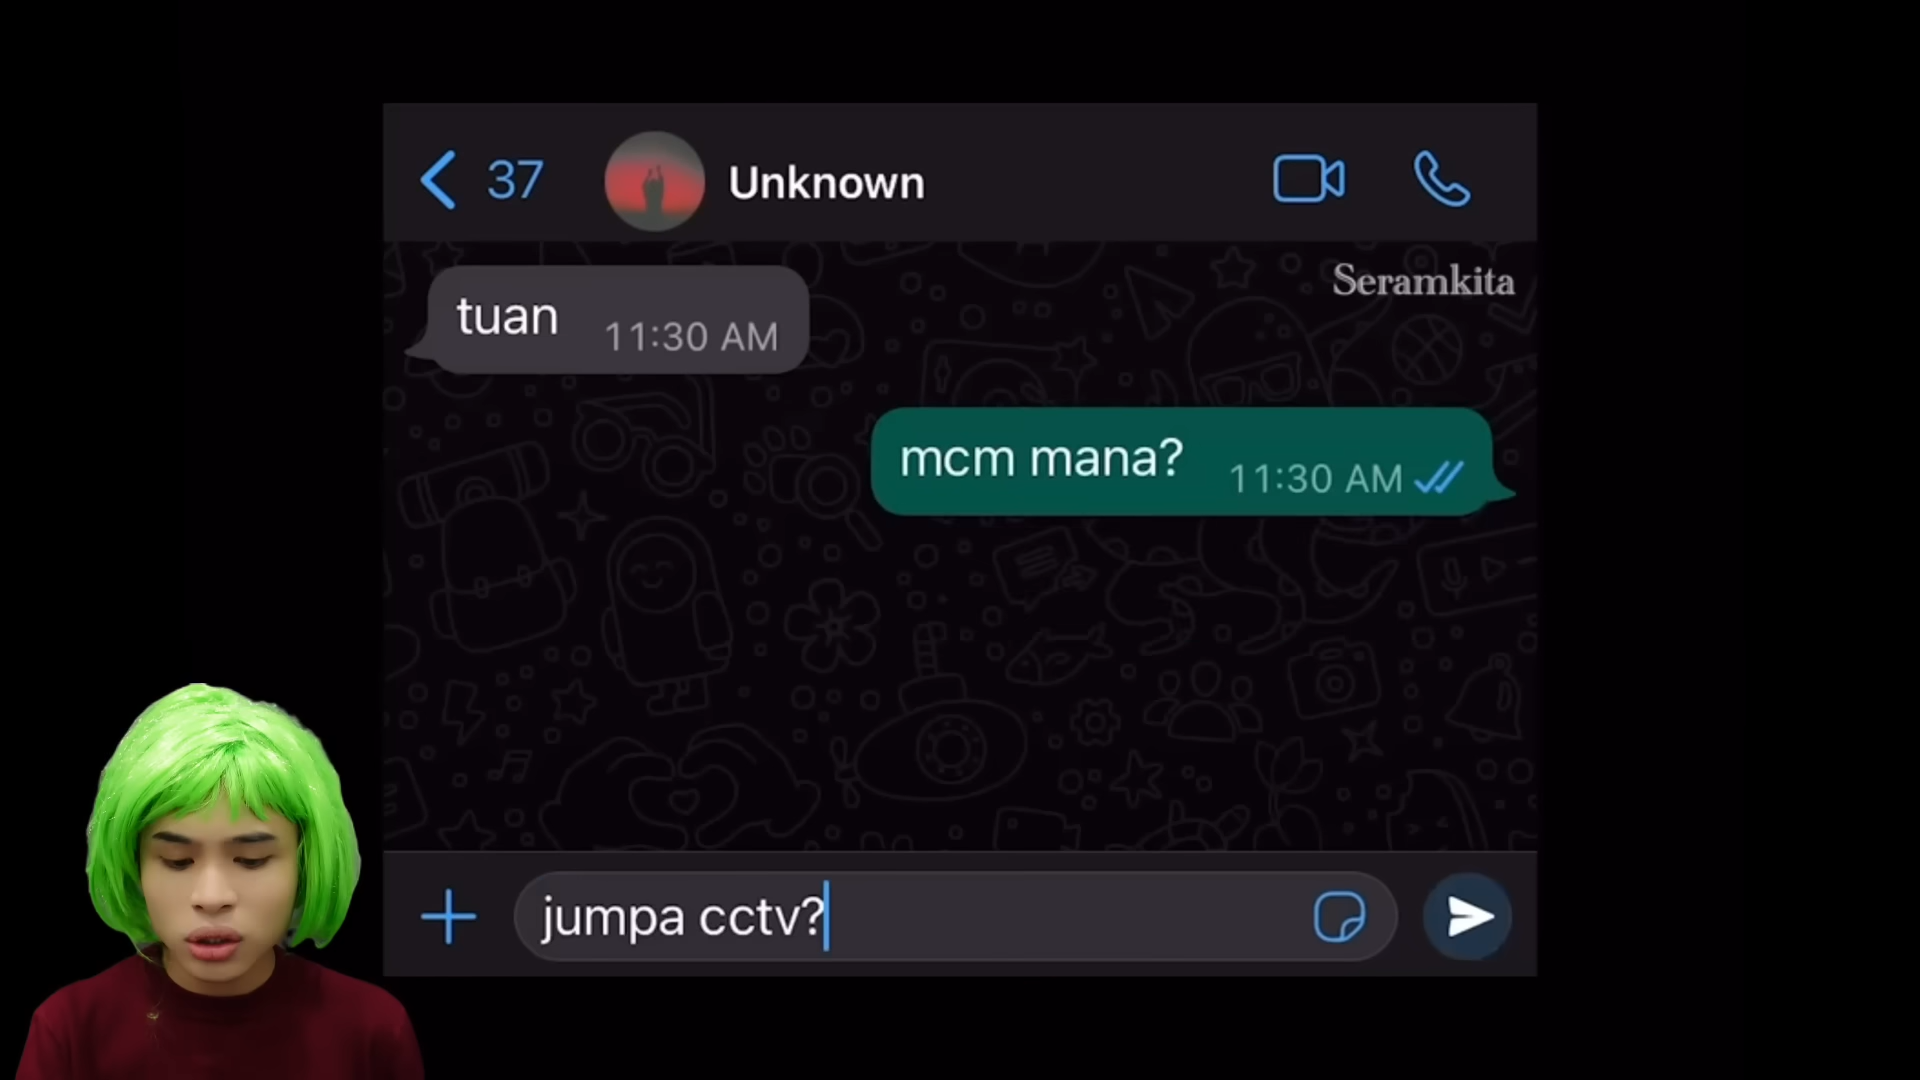 37
Unknown
Seramkita
tuan 11:30 AM
mcm mana? 11:30 AM
jumpa cctv?